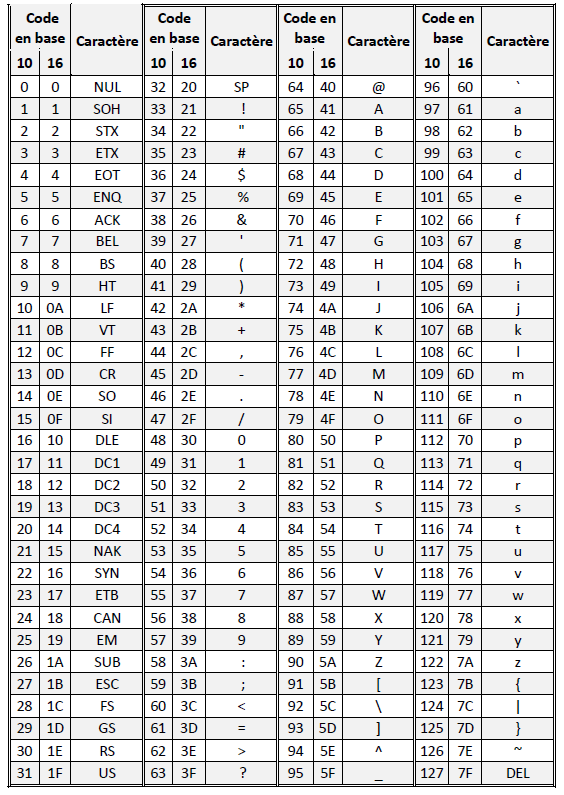 Code en base Caractère Code en base Caractère Code en base Caractère Code en base Caractère
10 16 10 16 10 16 10 16
0 0 NUL 32 20 SP 64 40 @ 96 60 `
1 1 SOH 33 21 ! 65 41 A 97 61 a
2 2 STX 34 22 " 66 42 B 98 62 b
3 3 ETX 35 23 # 67 43 C 99 63 c
4 4 EOT 36 24 $ 68 44 D 100 64 d
5 5 ENQ 37 25 % 69 45 E 101 65 e
6 6 ACK 38 26 & 70 46 F 102 66 f
7 7 BEL 39 27 ' 71 47 G 103 67 g
8 8 BS 40 28 ( 72 48 H 104 68 h
9 9 HT 41 29 ) 73 49 I 105 69 i
10 0A LF 42 2A * 74 4A J 106 6A j
11 0B VT 43 2B + 75 4B K 107 6B k
12 0C FF 44 2C , 76 4C L 108 6C l
13 0D CR 45 2D - 77 4D M 109 6D m
14 0E SO 46 2E . 78 4E N 110 6E n
15 0F SI 47 2F / 79 4F O 111 6F o
16 10 DLE 48 30 0 80 50 P 112 70 p
17 11 DC1 49 31 1 81 51 Q 113 71 q
18 12 DC2 50 32 2 82 52 R 114 72 r
19 13 DC3 51 33 3 83 53 S 115 73 s
20 14 DC4 52 34 4 84 54 T 116 74 t
21 15 NAK 53 35 5 85 55 U 117 75 u
22 16 SYN 54 36 6 86 56 V 118 76 v
23 17 ETB 55 37 7 87 57 W 119 77 w
24 18 CAN 56 38 8 88 58 X 120 78 x
25 19 EM 57 39 9 89 59 Y 121 79 y
26 1A SUB 58 3A : 90 5A Z 122 7A z
27 1B ESC 59 3B ; 91 5B [ 123 7B {
28 1C FS 60 3C < 92 5C \ 124 7C |
29 1D GS 61 3D = 93 5D ] 125 7D }
30 1E RS 62 3E > 94 5E ^ 126 7E ~
31 1F US 63 3F ? 95 5F _ 127 7F DEL